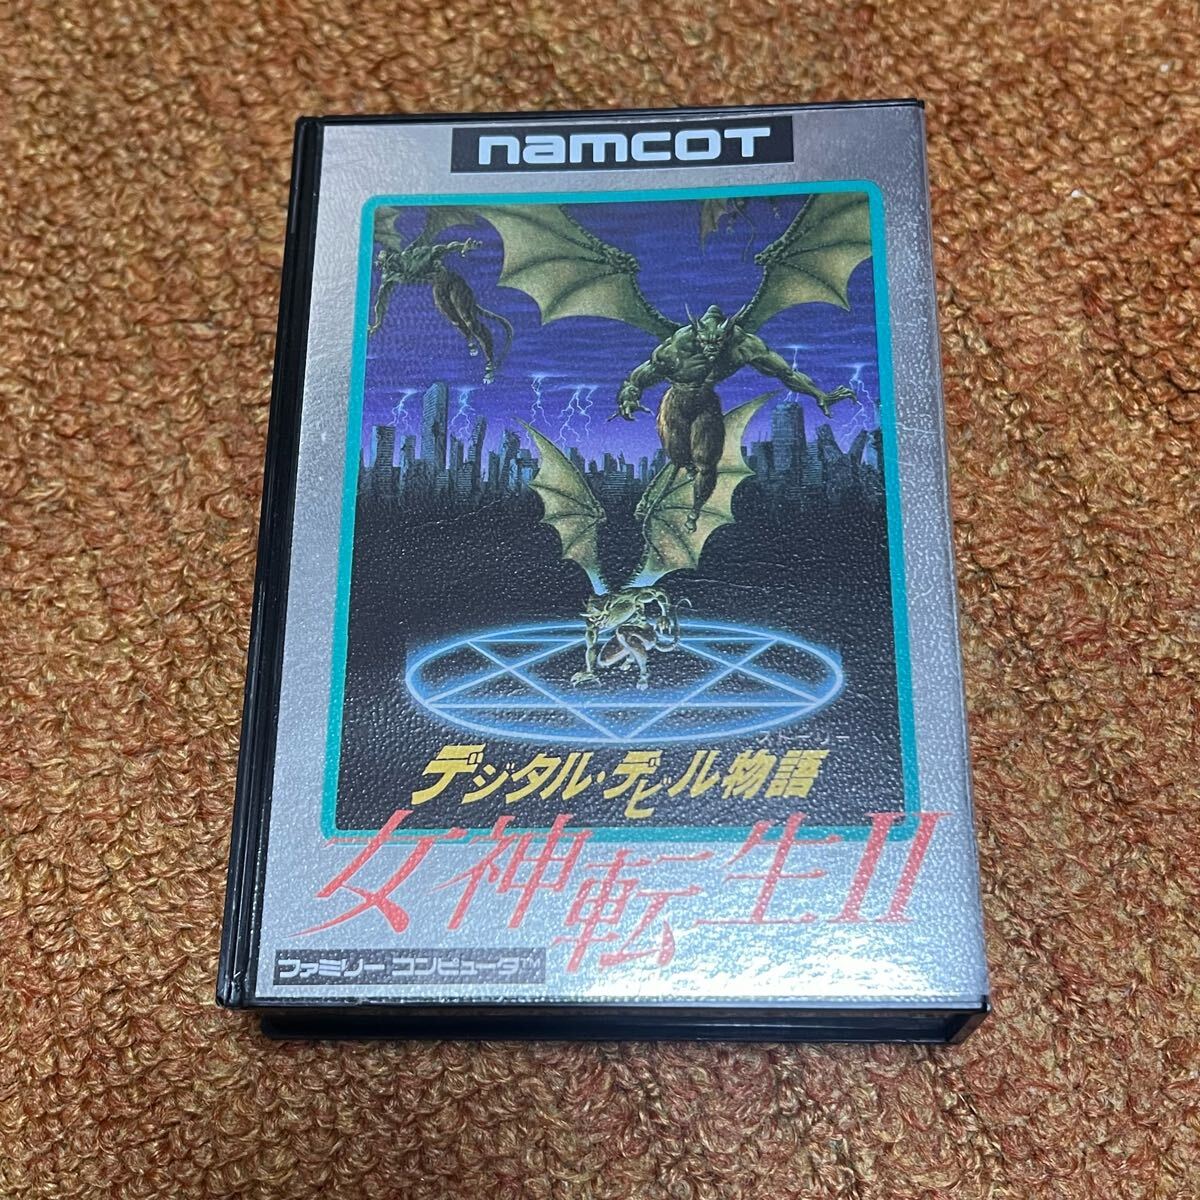 namcoT
ストーリー
デジタル・デビル物語
女神転生II
ファミリーコンピュータ™